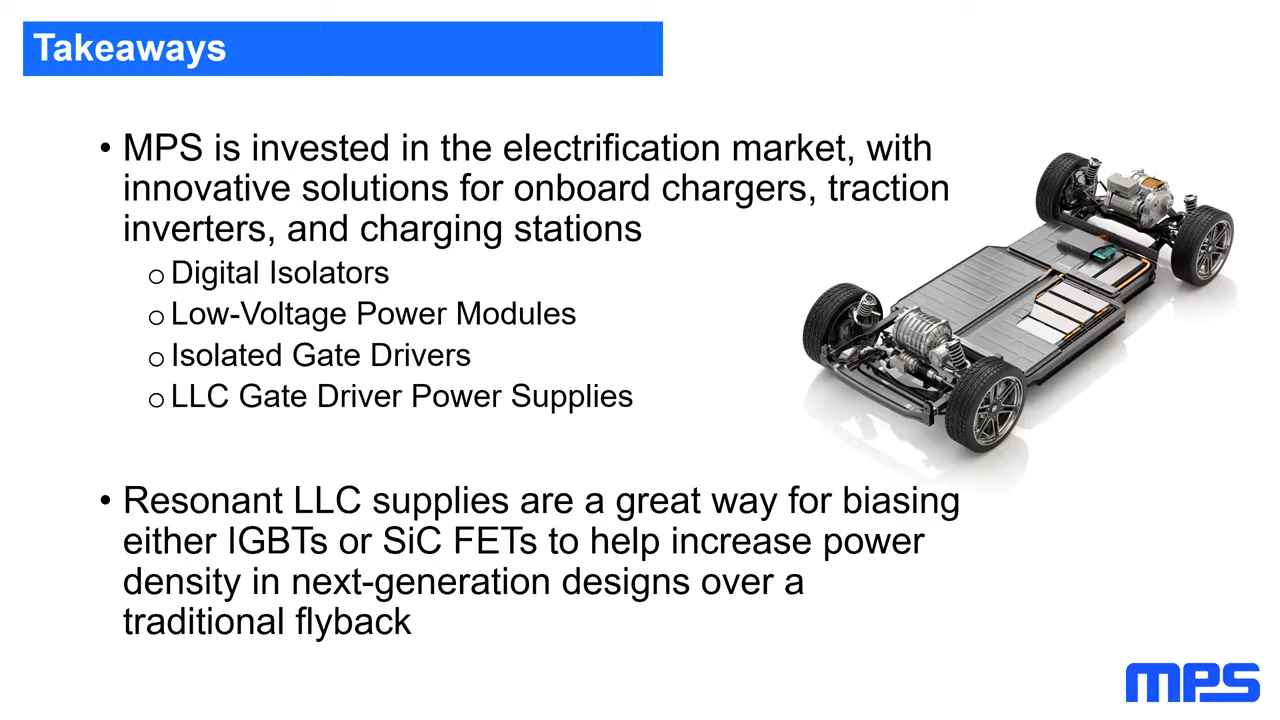 Takeaways
• MPS is invested in the electrification market, with
innovative solutions for onboard chargers, traction
inverters, and charging stations
o Digital Isolators
o Low-Voltage Power Modules
o Isolated Gate Drivers
o LLC Gate Driver Power Supplies
• Resonant LLC supplies are a great way for biasing
either IGBTs or SiC FETs to help increase power
density in next-generation designs over a
traditional flyback
mPS